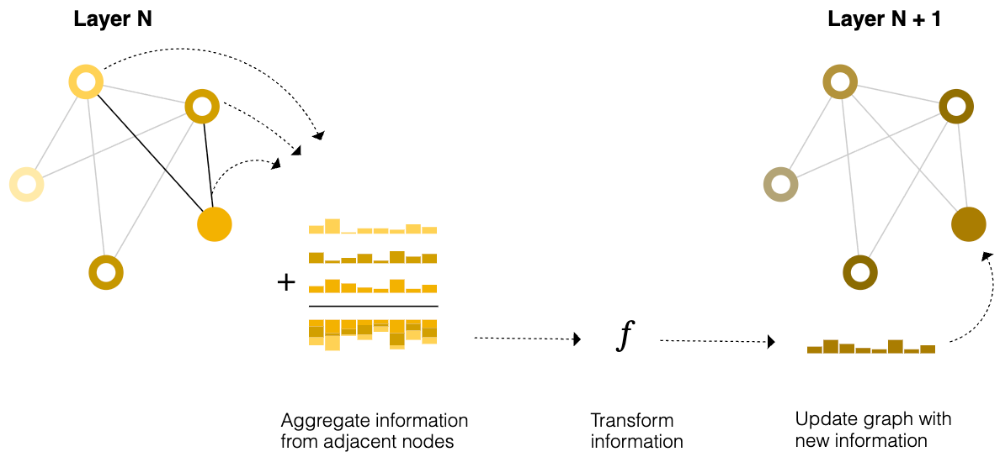 Layer N
Layer N + 1
+
f
Aggregate information
from adjacent nodes
Transform
information
Update graph with
new information